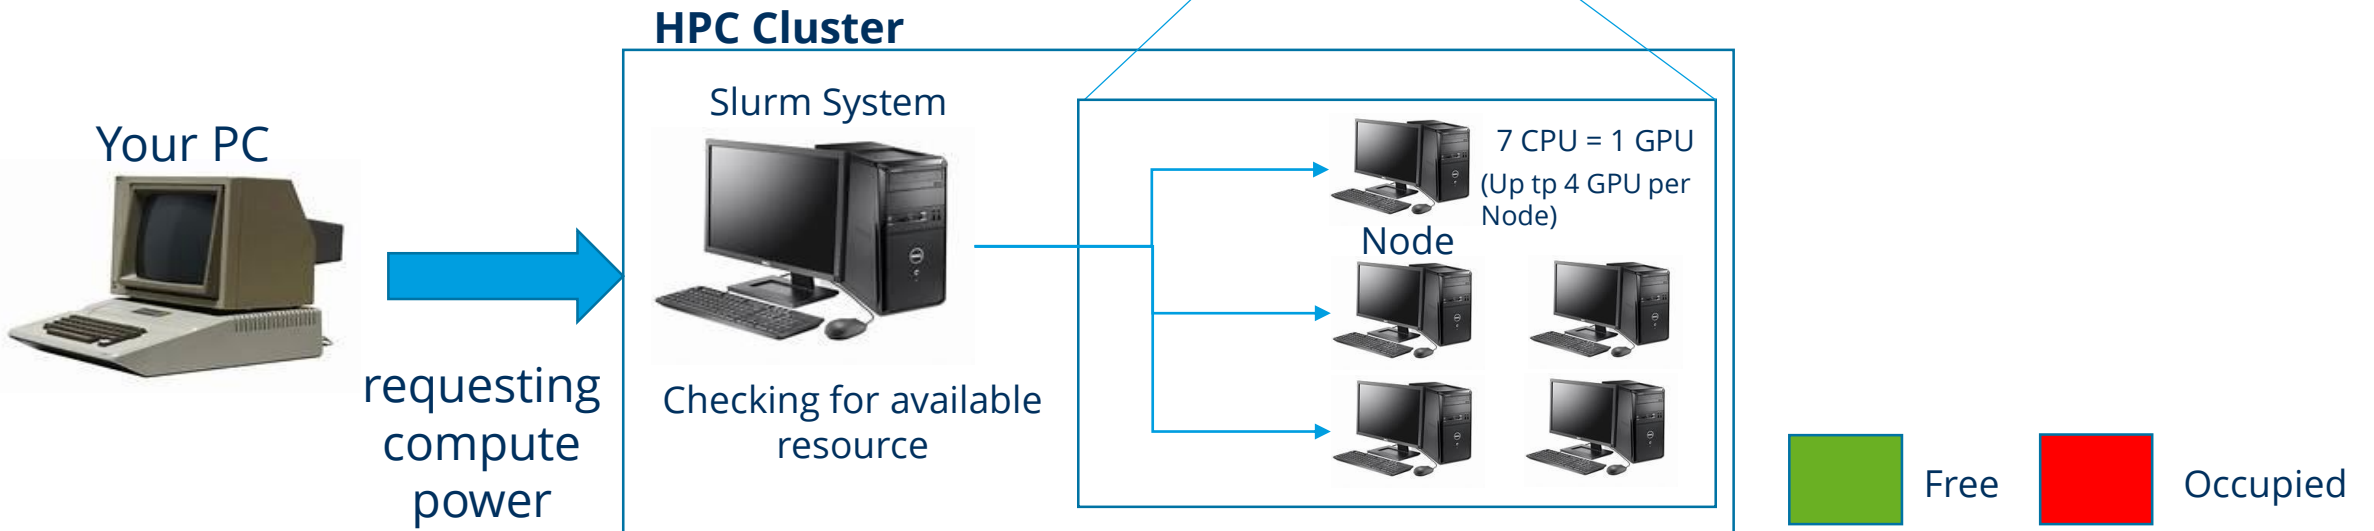 HPC Cluster
Slurm System
Your PC
7 CPU = 1 GPU
(Up tp 4 GPU per
Node)
Node
requesting
compute
power
Checking for available
resource
Free
Occupied